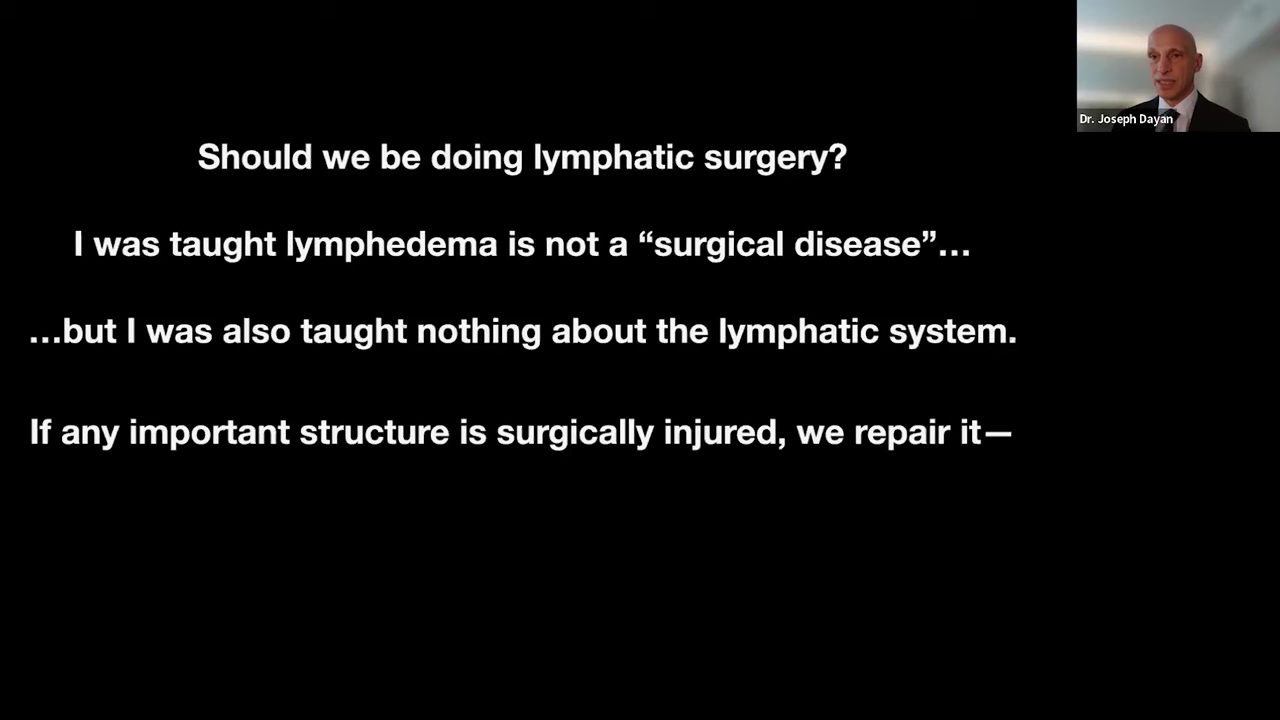 Dr. Joseph Dayan
Should we be doing lymphatic surgery?
I was taught lymphedema is not a “surgical disease”…
…but I was also taught nothing about the lymphatic system.
If any important structure is surgically injured, we repair it—